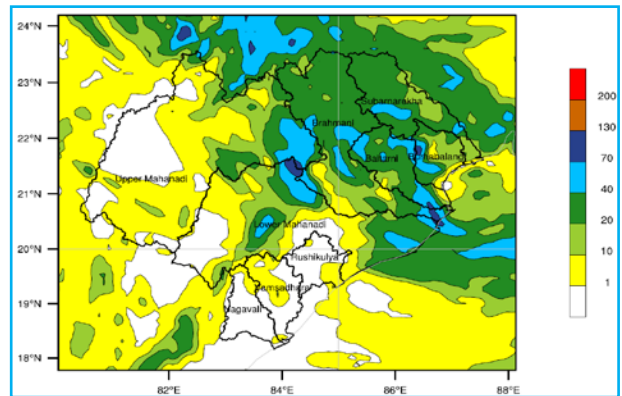 24°N
23°N
22°N
21°N
20°N
19°N
18°N
82°E
84°E
86°E
88°E
Subarnarekha
Brahmani
Baitarni
Burhabalang
Upper Mahanadi
Lower Mahanadi
Rushikulya
Vamsadhara
Nagavali
200
130
70
40
20
10
1